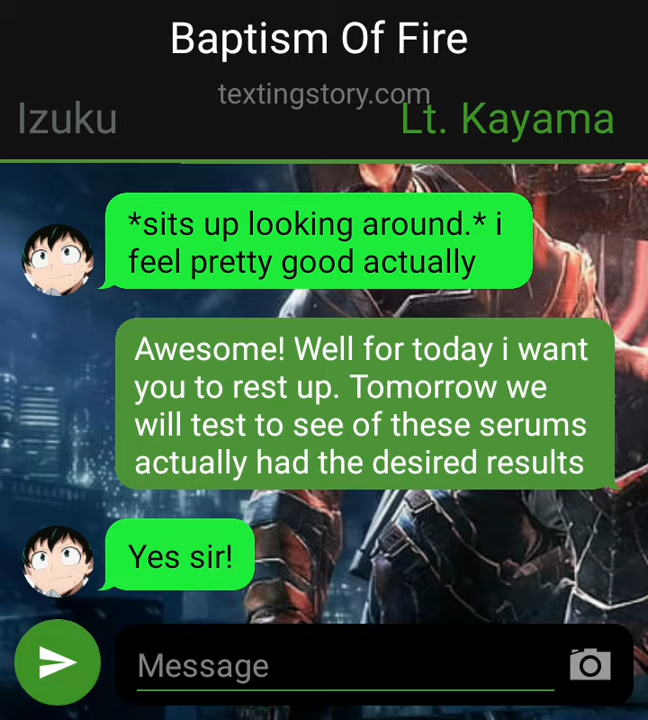 Baptism Of Fire
textingstory.com
Izuku
Lt. Kayama
*sits up looking around.* i
feel pretty good actually
Awesome! Well for today i want
you to rest up. Tomorrow we
will test to see of these serums
actually had the desired results
Yes sir!
Message